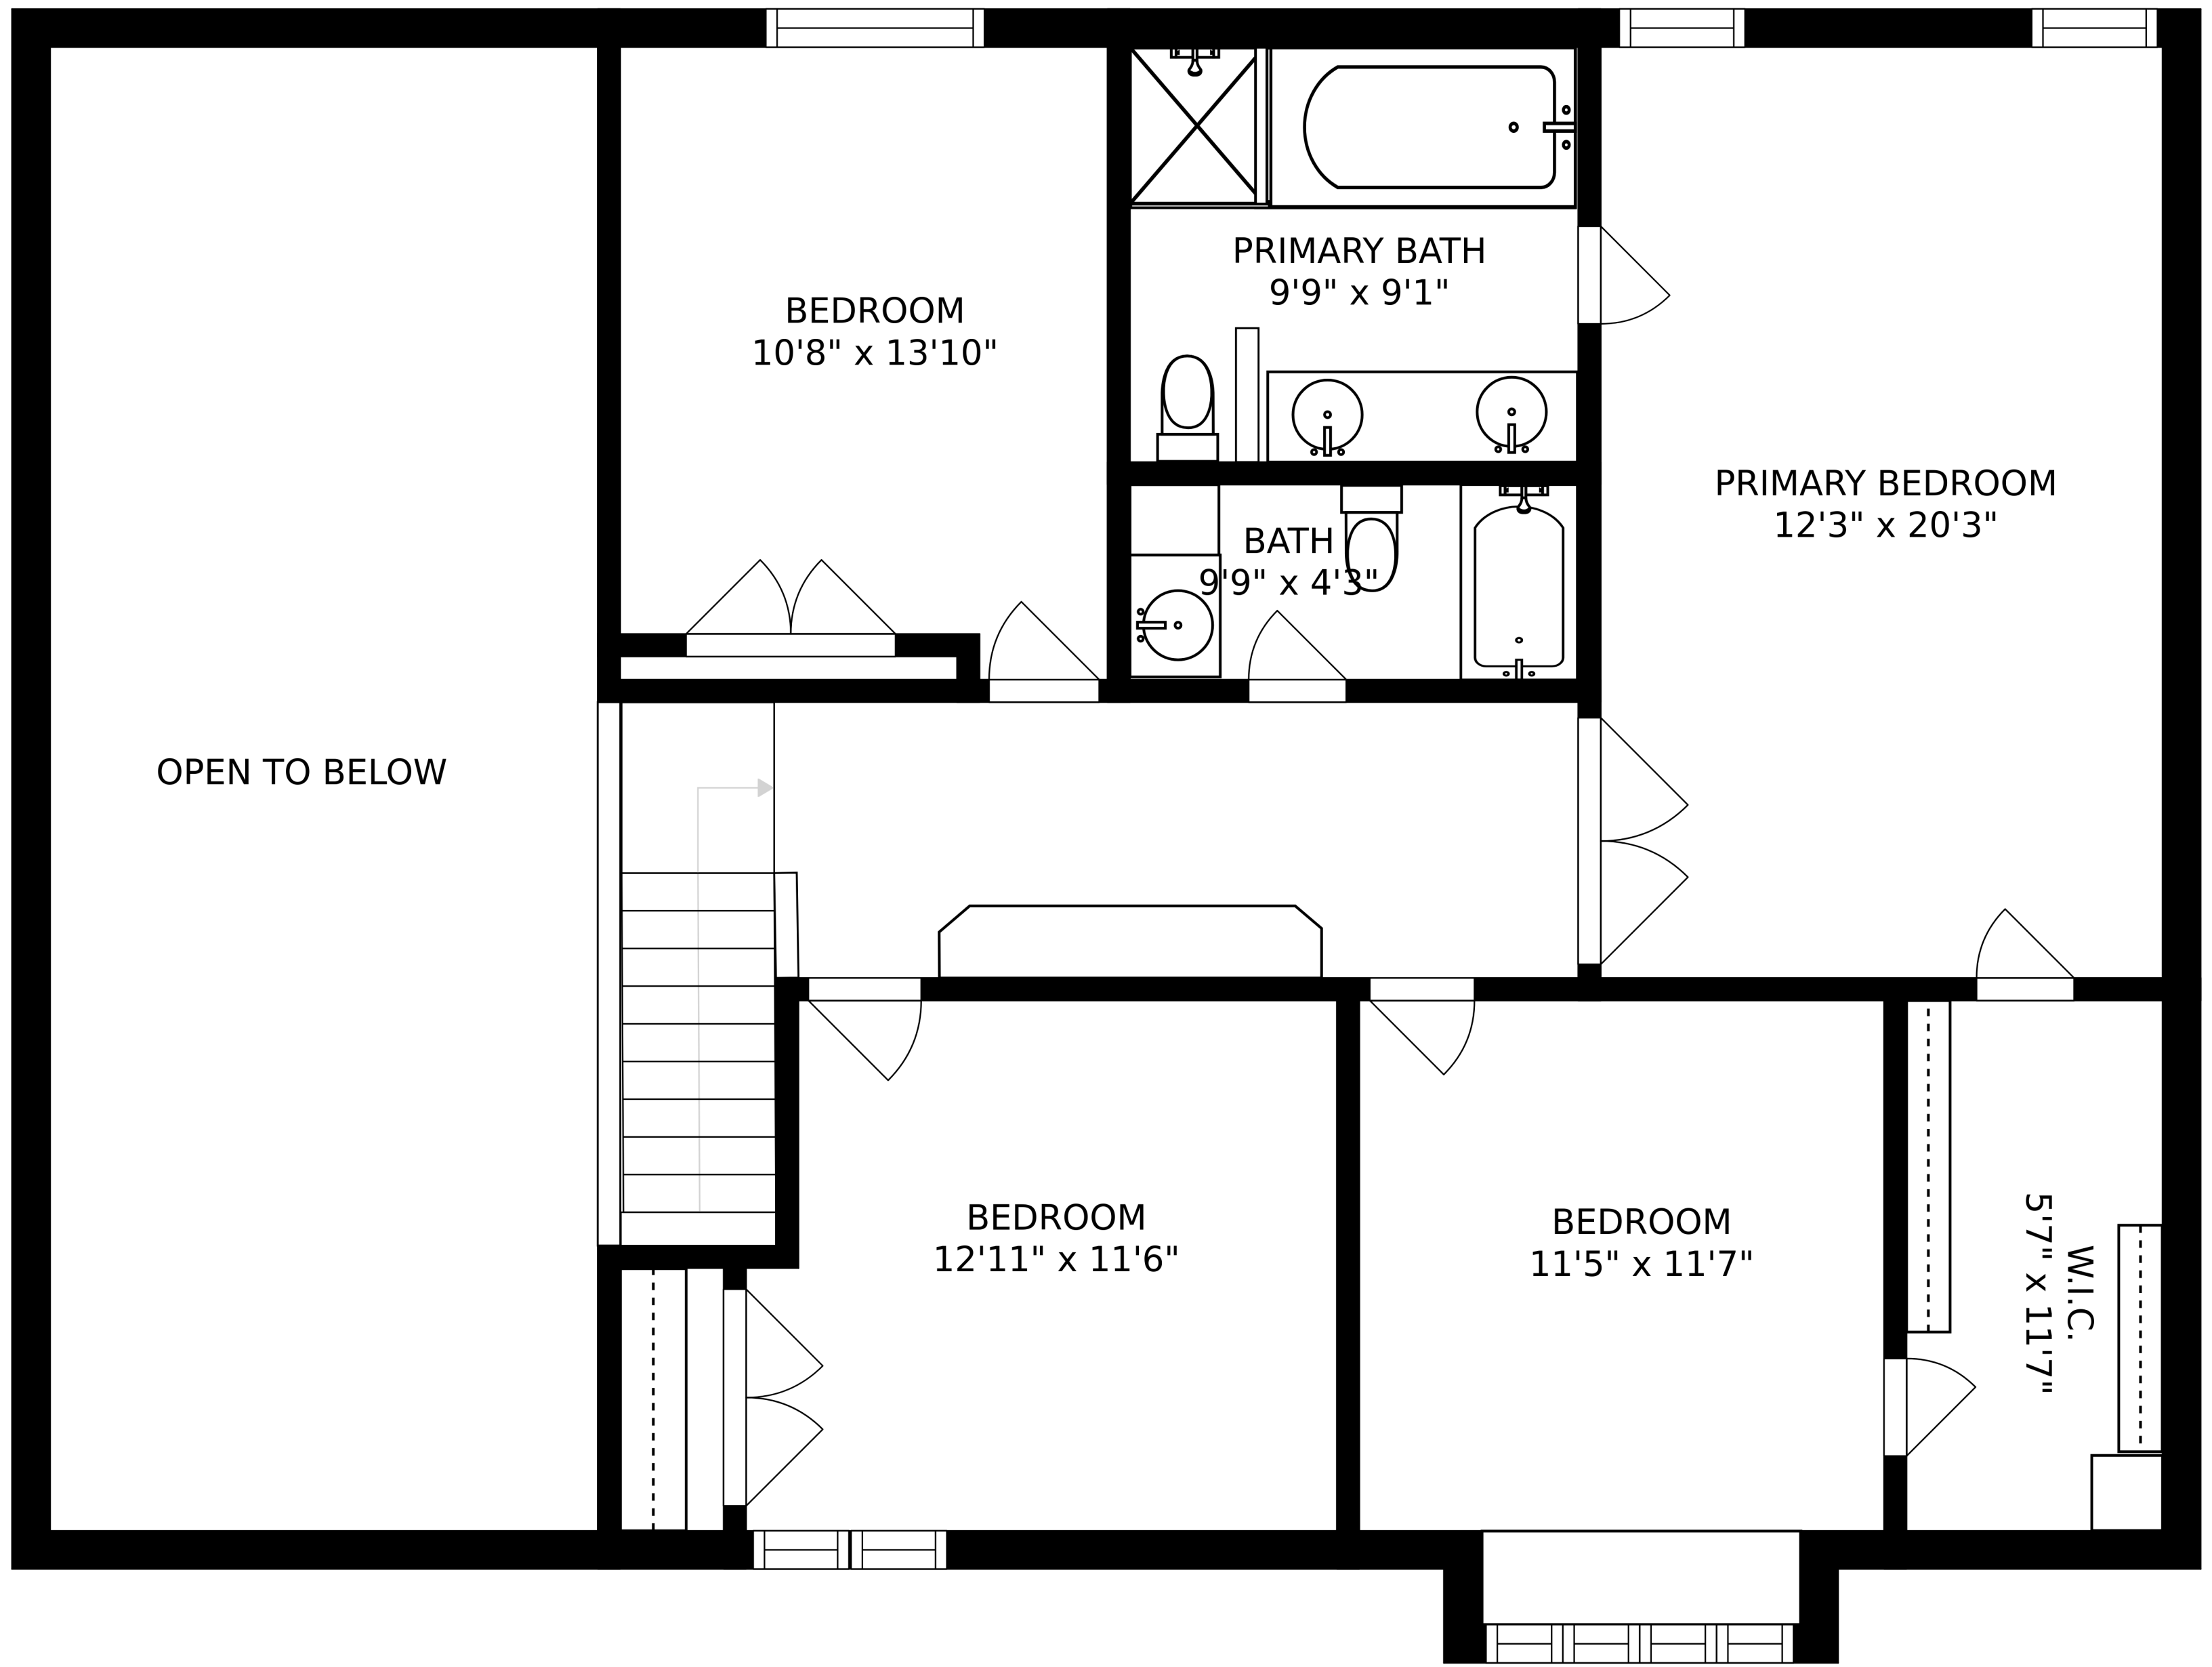 PRIMARY BATH
9'9" x 9'1"
BEDROOM
10'8" x 13'10"
PRIMARY BEDROOM
12'3" x 20'3"
BATH
9'9" x 4'3"
OPEN TO BELOW
BEDROOM
12'11" x 11'6"
BEDROOM
11'5" x 11'7"
W.I.C.
5'7" x 11'7"